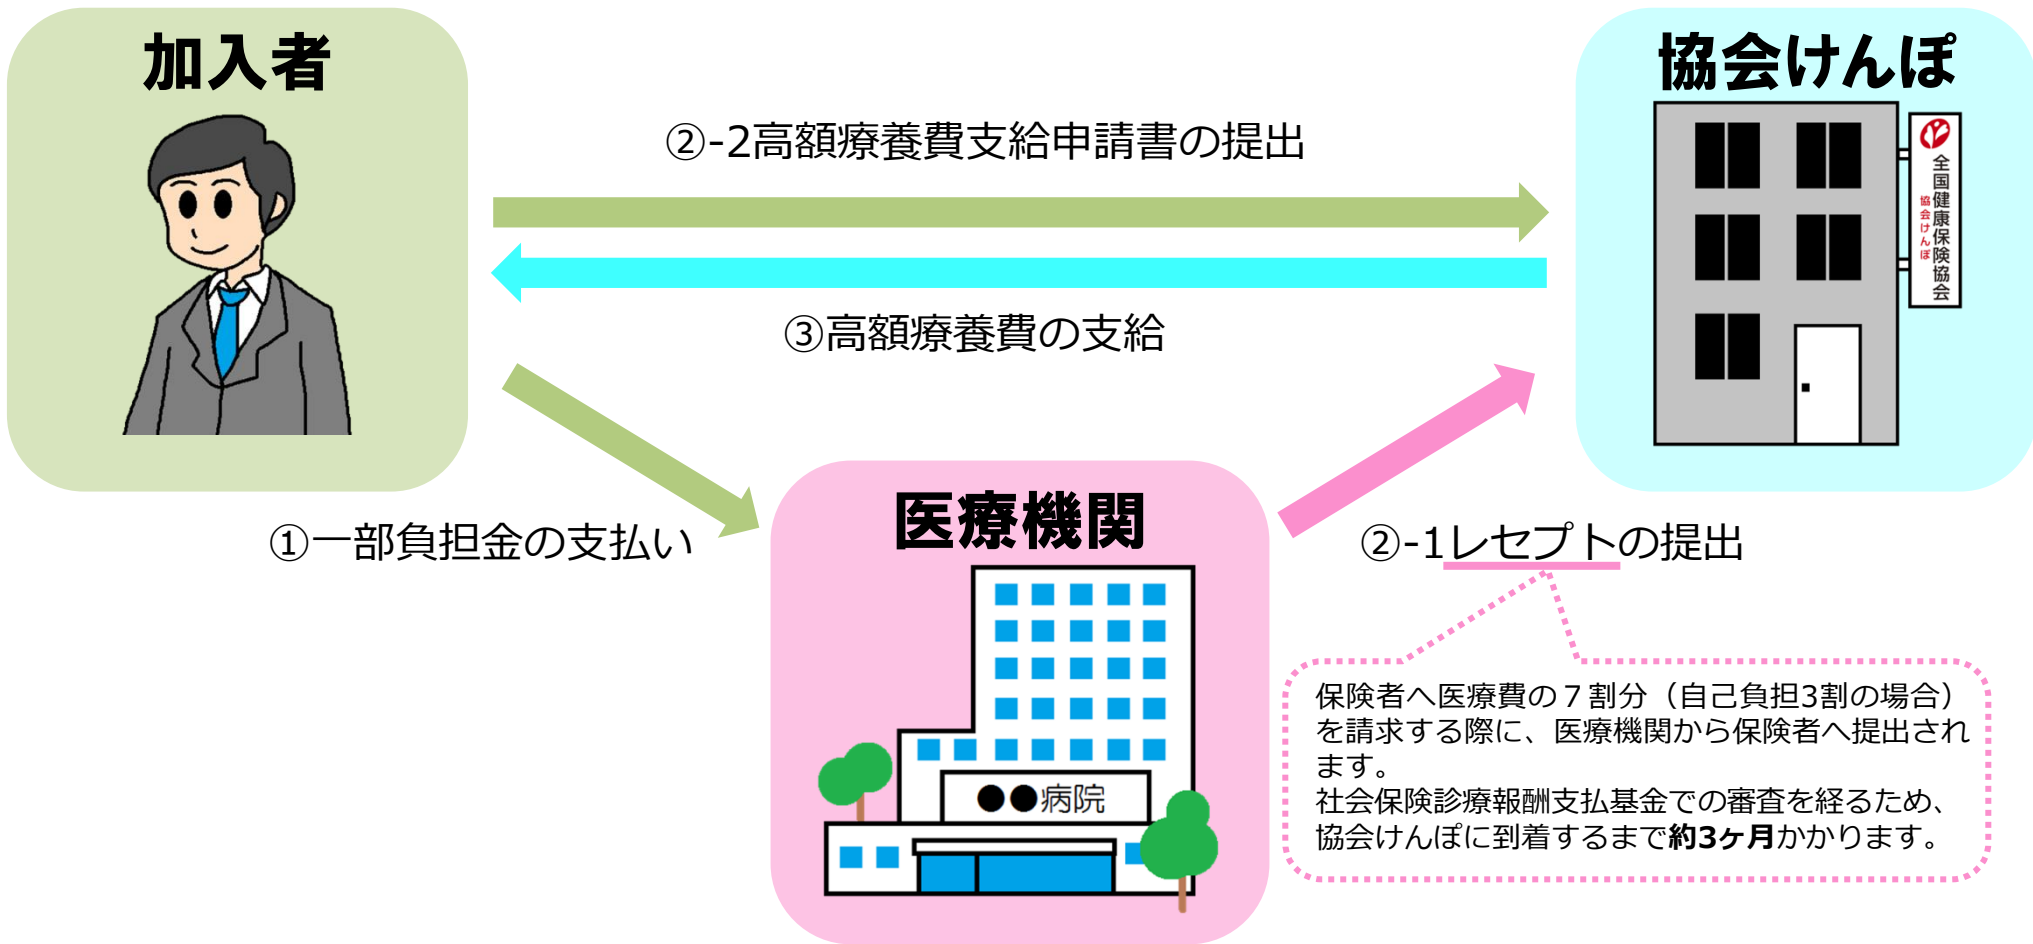 加入者
協会けんぽ
②-2高額療養費支給申請書の提出
全国健康保険協会
協会けんぽ
③高額療養費の支給
医療機関
①一部負担金の支払い
②-1レセプトの提出
●●病院
保険者へ医療費の７割分（自己負担3割の場合）
を請求する際に、医療機関から保険者へ提出され
ます。
社会保険診療報酬支払基金での審査を経るため、
協会けんぽに到着するまで約3ヶ月かかります。